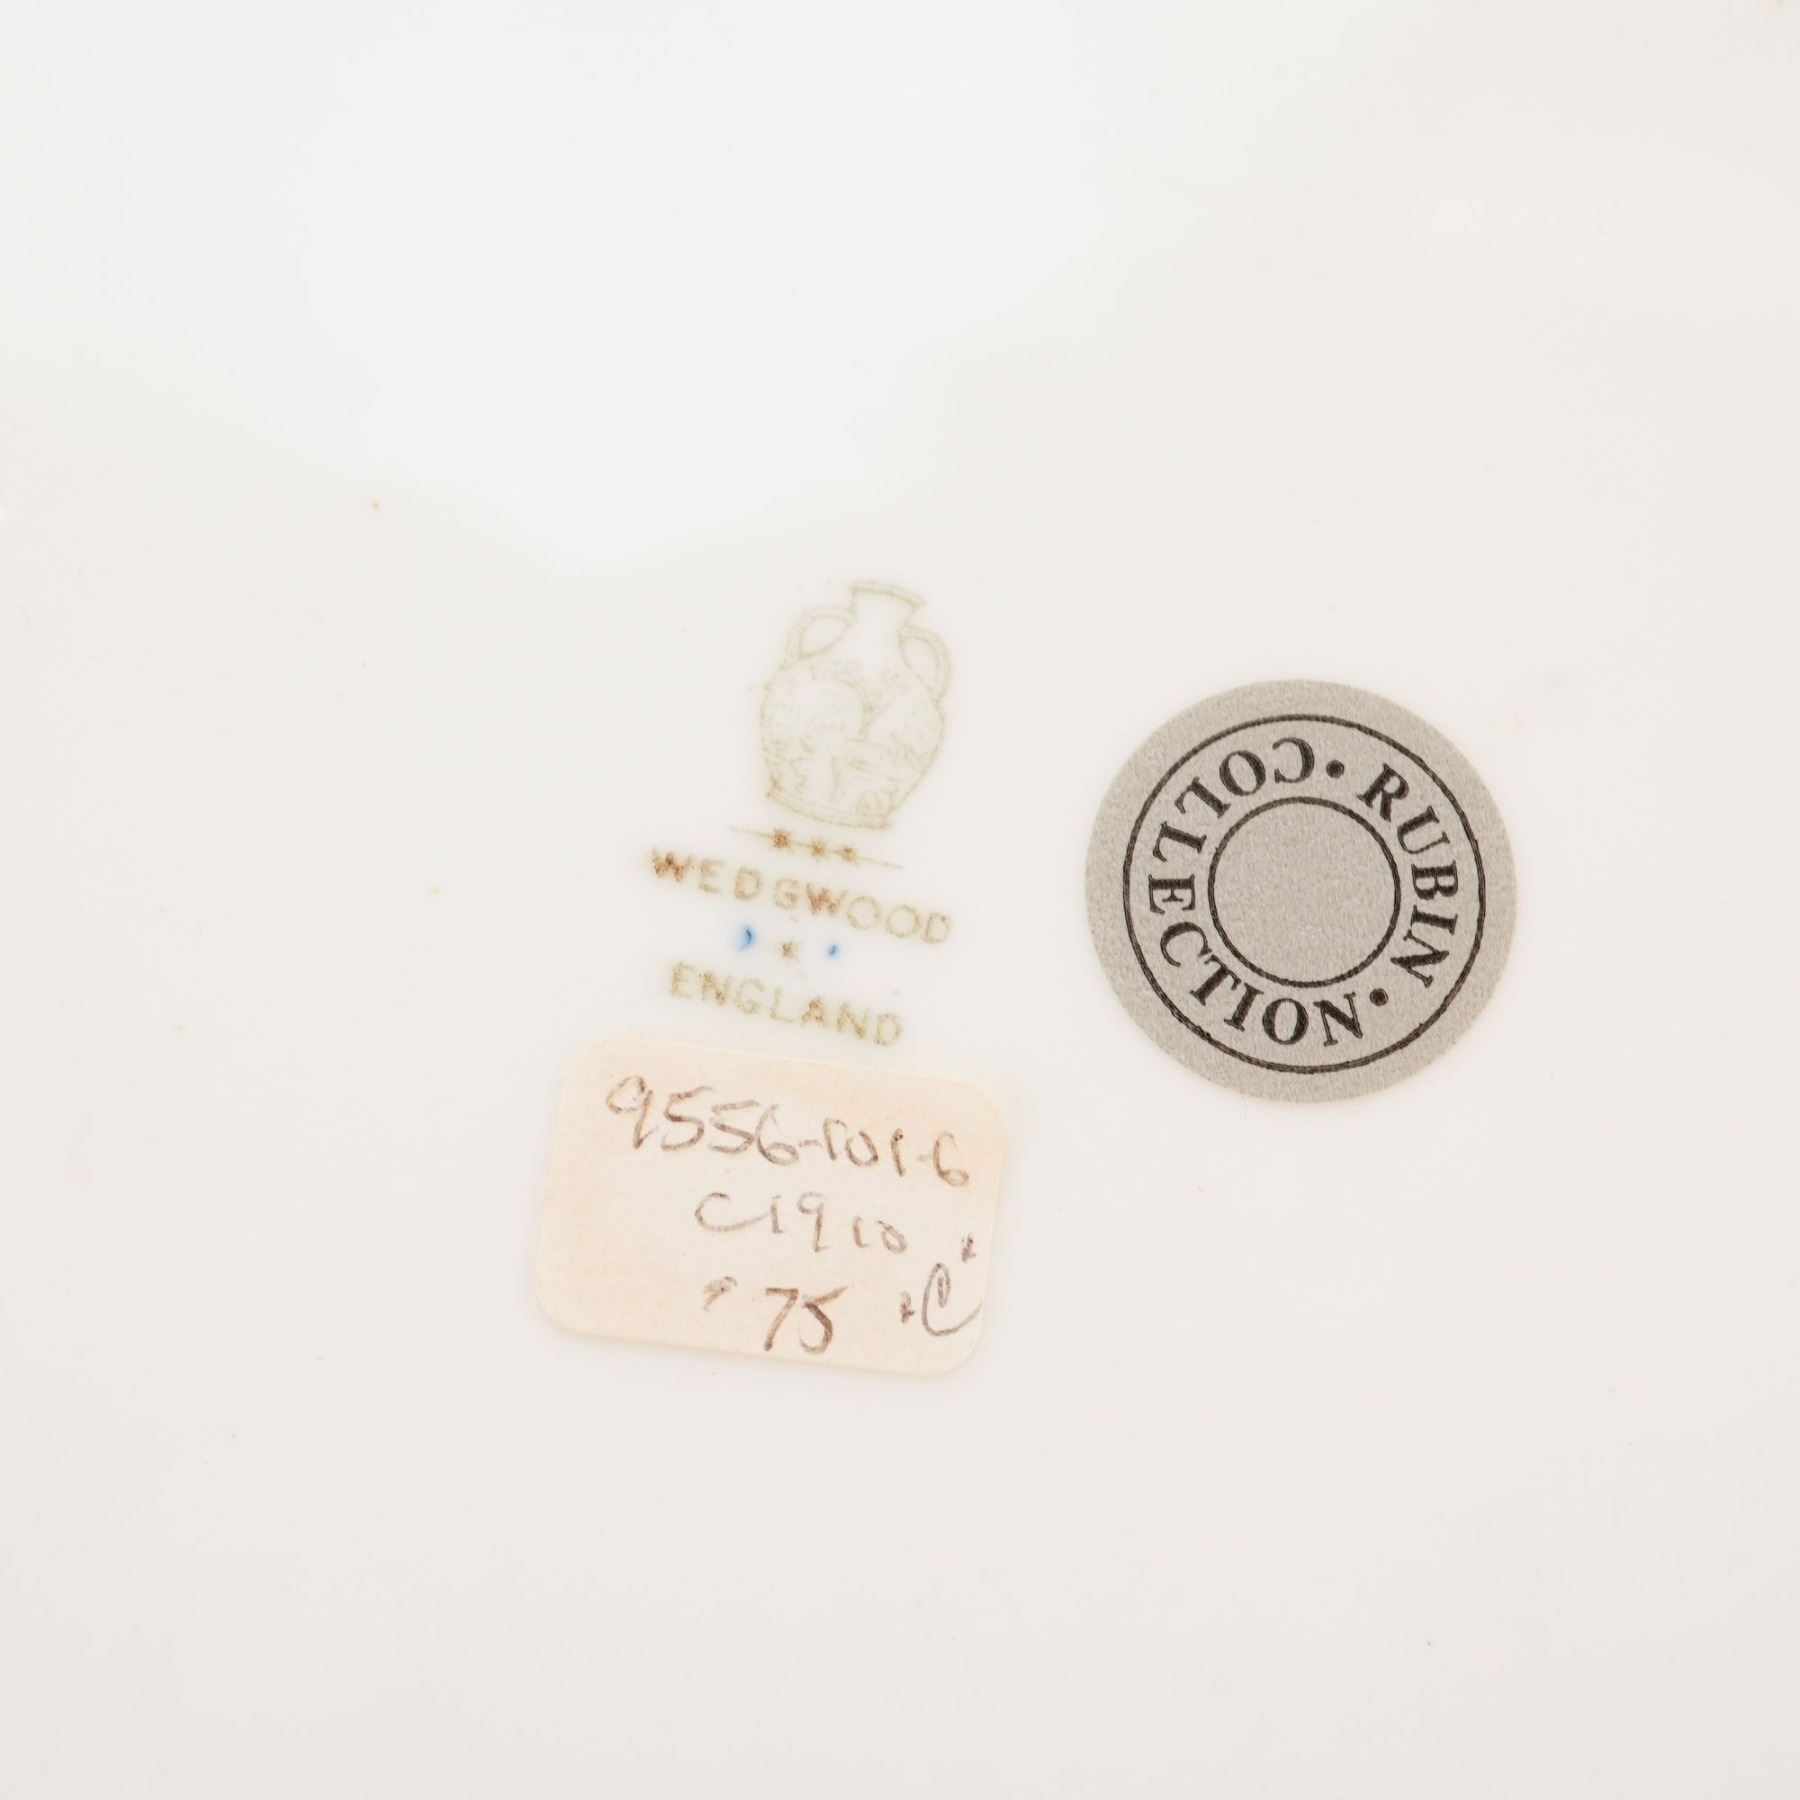 WEDGWOOD
ENGLAND
9556-101-6
C1910
75 "C"
RUBIN • COLLECTION •